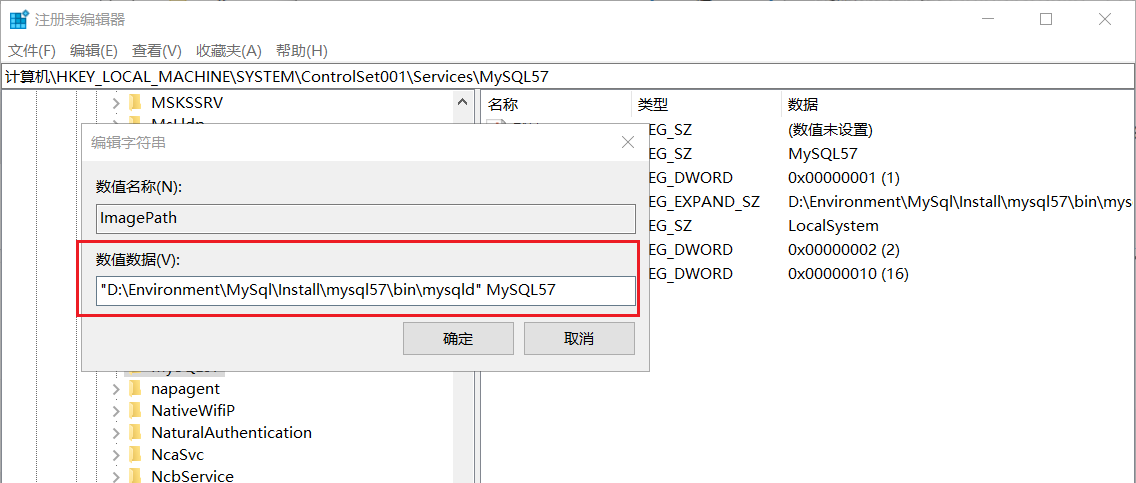 注册表编辑器
文件(F) 编辑(E) 查看(V) 收藏夹(A) 帮助(H)
计算机\HKEY_LOCAL_MACHINE\SYSTEM\ControlSet001\Services\MySQL57
MSKSSRV
名称 类型 数据
EG_SZ (数值未设置)
编辑字符串
EG_SZ MySQL57
EG_DWORD 0x00000001 (1)
数值名称(N):
EG_EXPAND_SZ D:\Environment\MySql\Install\mysql57\bin\mys
ImagePath
EG_SZ LocalSystem
EG_DWORD 0x00000002 (2)
数值数据(V):
EG_DWORD 0x00000010 (16)
"D:\Environment\MySql\Install\mysql57\bin\mysqld" MySQL57
确定 取消
napagent
NativeWifiP
NaturalAuthentication
NcaSvc
NcbService